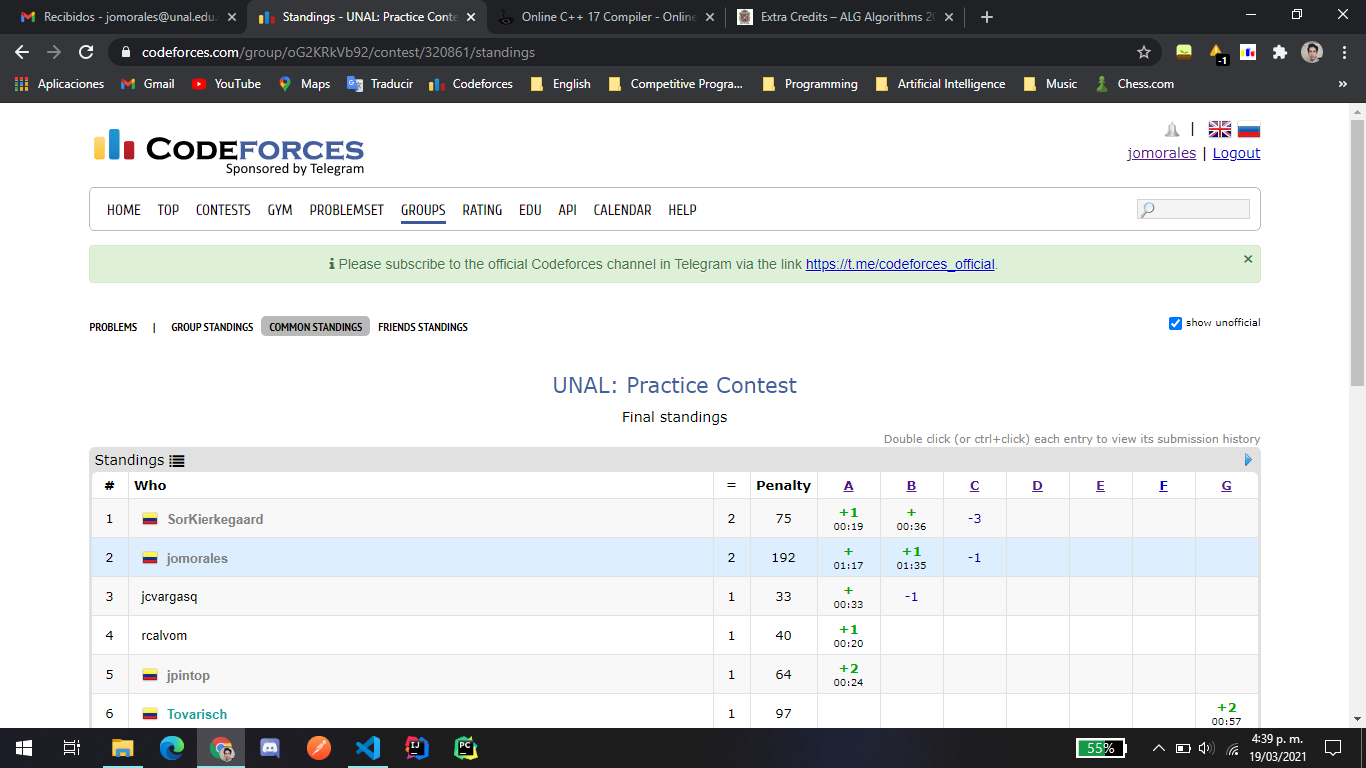 Recibidos - jomorales@unal.edu.
Standings - UNAL: Practice Conte
Online C++ 17 Compiler - Online
Extra Credits – ALG Algorithms 20
codeforces.com/group/oG2KRkVb92/contest/320861/standings
-1
Aplicaciones Gmail YouTube Maps Traducir Codeforces English Competitive Progra... Programming Artificial Intelligence Music Chess.com »
CODEFORCES
Sponsored by Telegram
|
jomorales | Logout
HOME TOP CONTESTS GYM PROBLEMSET GROUPS RATING EDU API CALENDAR HELP
Please subscribe to the official Codeforces channel in Telegram via the link https://t.me/codeforces_official.
PROBLEMS | GROUP STANDINGS COMMON STANDINGS FRIENDS STANDINGS
show unofficial
UNAL: Practice Contest
Final standings
Double click (or ctrl+click) each entry to view its submission history
Standings
# Who = Penalty A B C D E F G
1 SorKierkegaard 2 75 +1 + -3
00:19 00:36
2 jomorales 2 192 + +1 -1
01:17 01:35
3 jcvargasq 1 33 + -1
00:33
4 rcalvom 1 40 +1
00:20
5 jpintop 1 64 +2
00:24
6 Tovarisch 1 97 +2
00:57
55%
4:39 p. m.
19/03/2021